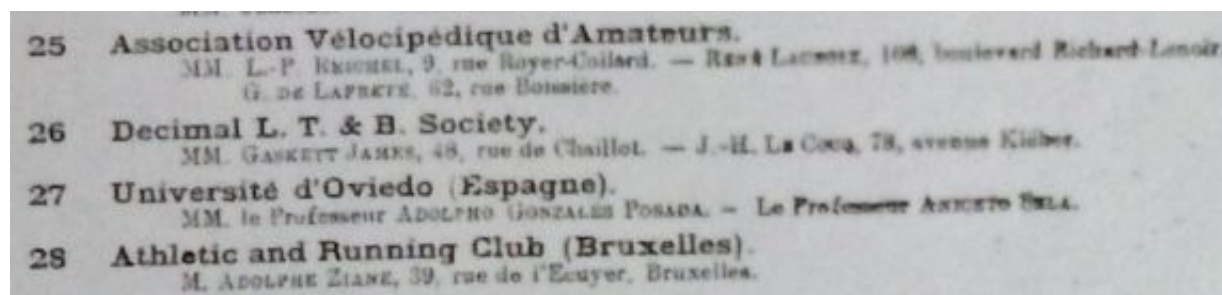 25 Association Vélocipédique d'Amateurs.
MM. L.-P. REICHEL, 9, rue Royer-Collard. — RENÉ 108, boulevard Richard-Lenoir
G. DE LAFRETÉ, 62, rue Boissière.
26 Decimal L. T. & B. Society.
MM. GASKETT JAMES, 48, rue de Chaillot. — J.-H. LE COCQ, 78, avenue Kléber.
27 Université d'Oviedo (Espagne).
MM. le Professeur ADOLPHO GONZALES POSADA. — Le Professeur ANICETO SELA.
28 Athletic and Running Club (Bruxelles).
M. ADOLPHE ZIANE, 39, rue de l'Ecuyer, Bruxelles.